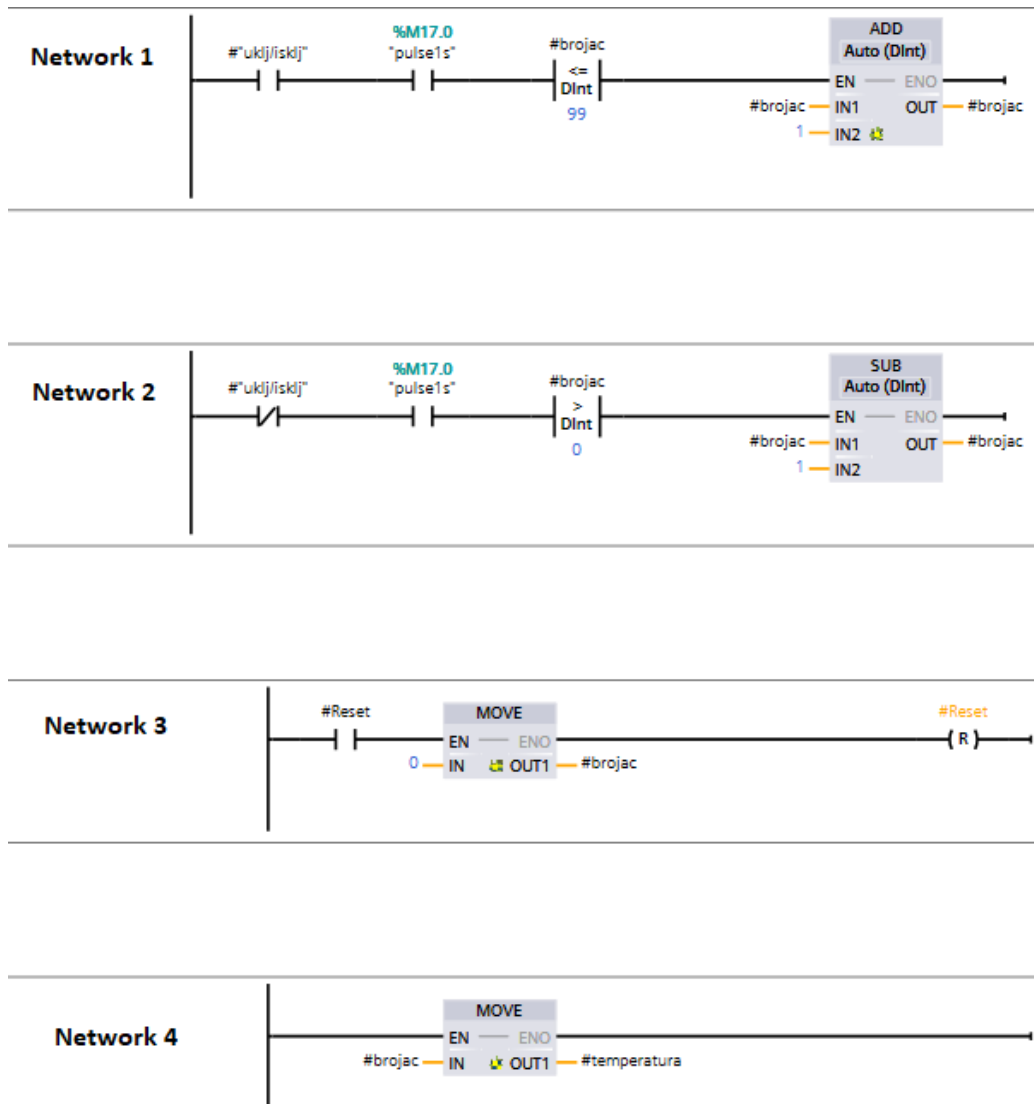 Network 1
#"uklj/isklj"
%M17.0
"pulse1s"
#brojac
<=
DInt
99
ADD
Auto (DInt)
EN ENO
#brojac IN1 OUT #brojac
1 IN2
Network 2
#"uklj/isklj"
%M17.0
"pulse1s"
#brojac
>
DInt
0
SUB
Auto (DInt)
EN ENO
#brojac IN1 OUT #brojac
1 IN2
Network 3
#Reset
MOVE
EN ENO
0 IN OUT1 #brojac
#Reset
R
Network 4
MOVE
EN ENO
#brojac IN OUT1 #temperatura